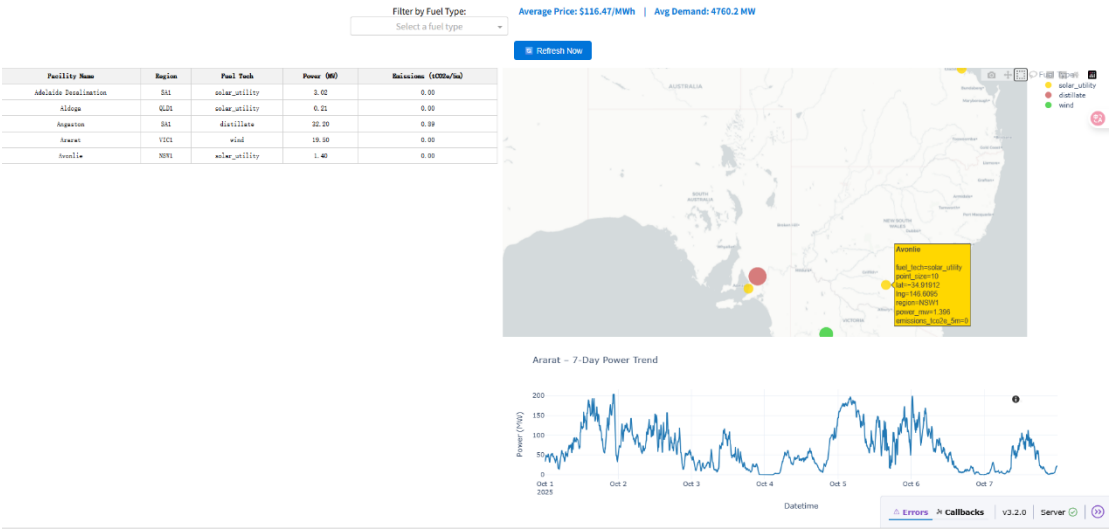 Filter by Fuel Type:
Average Price: $116.47/MWh | Avg Demand: 4760.2 MW
Select a fuel type
Refresh Now
Facility Name Region Fuel Tech Power (MW) Emissions (tCO2e/5m)
Adelaide Desalination SA1 solar_utility 3.02 0.00
Aldoga QLD1 solar_utility 0.21 0.00
Angaston SA1 distillate 32.20 0.89
Ararat VIC1 wind 19.50 0.00
Avonlie NSW1 solar_utility 1.40 0.00
solar_utility
distillate
wind
AUSTRALIA
SOUTH
AUSTRALIA
NEW SOUTH
WALES
VICTORIA
Avonlie
fuel_tech=solar_utility
point_size=10
lat=-34.91912
lng=146.6095
region=NSW1
power_mw=1.396
emissions_tco2e_5m=0
Ararat – 7-Day Power Trend
Power (MW)
200
150
100
50
0
Oct 1 Oct 2 Oct 3 Oct 4 Oct 5 Oct 6 Oct 7
2025
Datetime
Errors Callbacks v3.2.0 Server